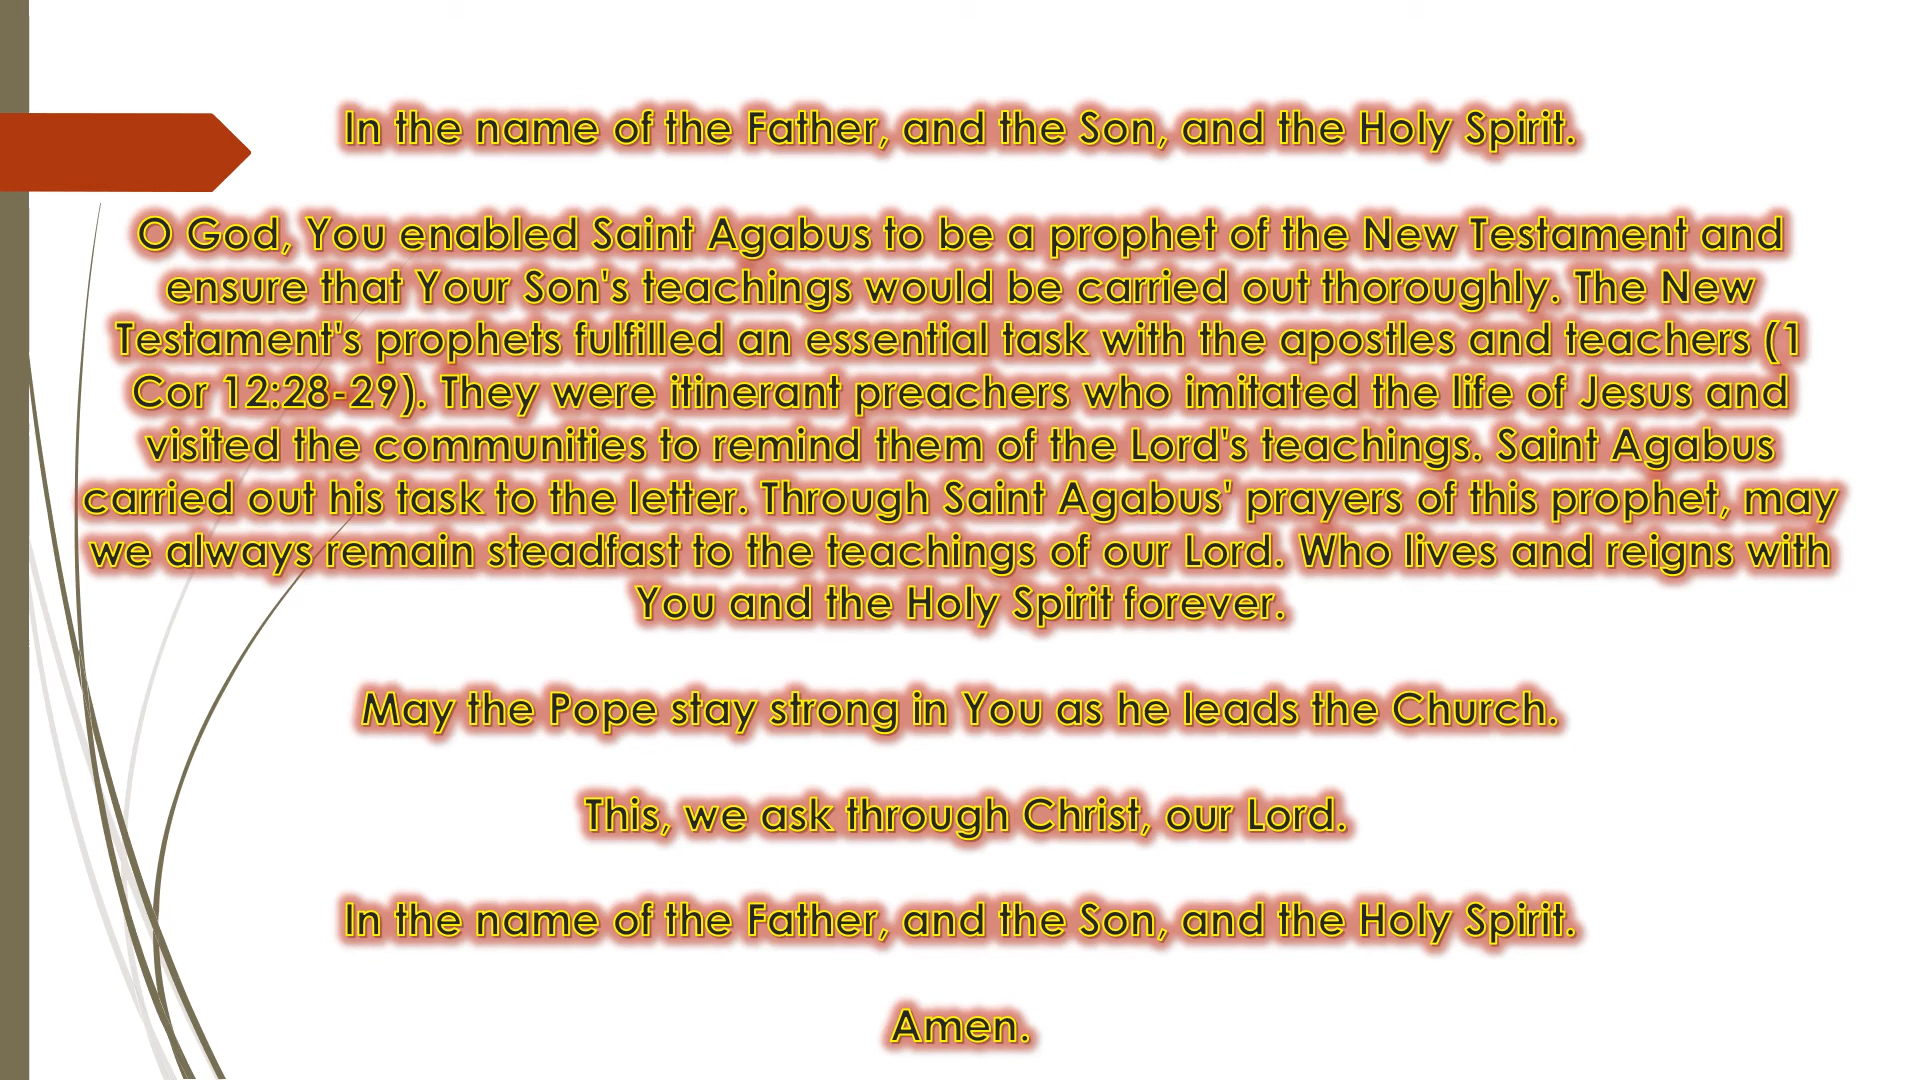 In the name of the Father, and the Son, and the Holy Spirit.
O God, You enabled Saint Agabus to be a prophet of the New Testament and
ensure that Your Son's teachings would be carried out thoroughly. The New
Testament's prophets fulfilled an essential task with the apostles and teachers (1
Cor 12:28-29). They were itinerant preachers who imitated the life of Jesus and
visited the communities to remind them of the Lord's teachings. Saint Agabus
carried out his task to the letter. Through Saint Agabus' prayers of this prophet, may
we always remain steadfast to the teachings of our Lord. Who lives and reigns with
You and the Holy Spirit forever.
May the Pope stay strong in You as he leads the Church.
This, we ask through Christ, our Lord.
In the name of the Father, and the Son, and the Holy Spirit.
Amen.